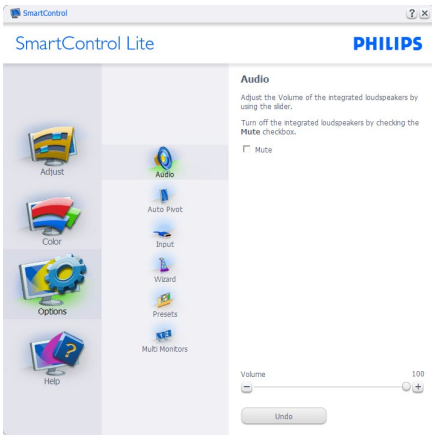 SmartControl
SmartControl Lite
PHILIPS
Adjust
Color
Options
Help
Audio
Auto Pivot
Input
Wizard
Presets
Multi Monitors
Audio
Adjust the Volume of the integrated loudspeakers by
using the slider.
Turn off the integrated loudspeakers by checking the
Mute checkbox.
Mute
Volume 100
Undo